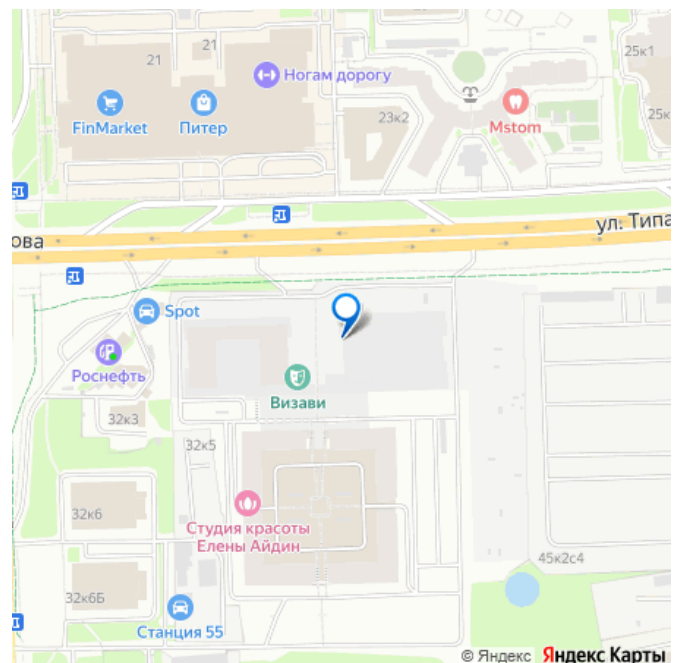 21
21
25к1
Ногам дорогу
FinMarket
Питер
23к2
Mstom
25к
ова
ул. Типа
Spot
Роснефть
Визави
32к3
32к5
32к6
Студия красоты
Елены Айдин
45к2с4
32к6Б
Станция 55
© Яндекс Яндекс Карты